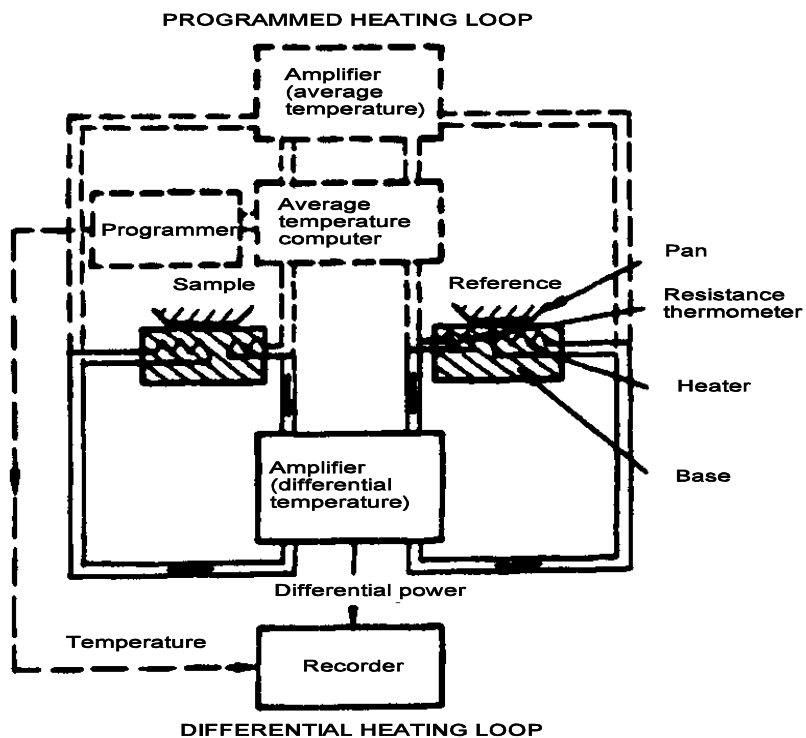 PROGRAMMED HEATING LOOP
Amplifier
(average
temperature)
Programmer
Average
temperature
computer
Sample
Reference
Pan
Resistance
thermometer
Heater
Base
Amplifier
(differential
temperature)
Differential power
Temperature
Recorder
DIFFERENTIAL HEATING LOOP